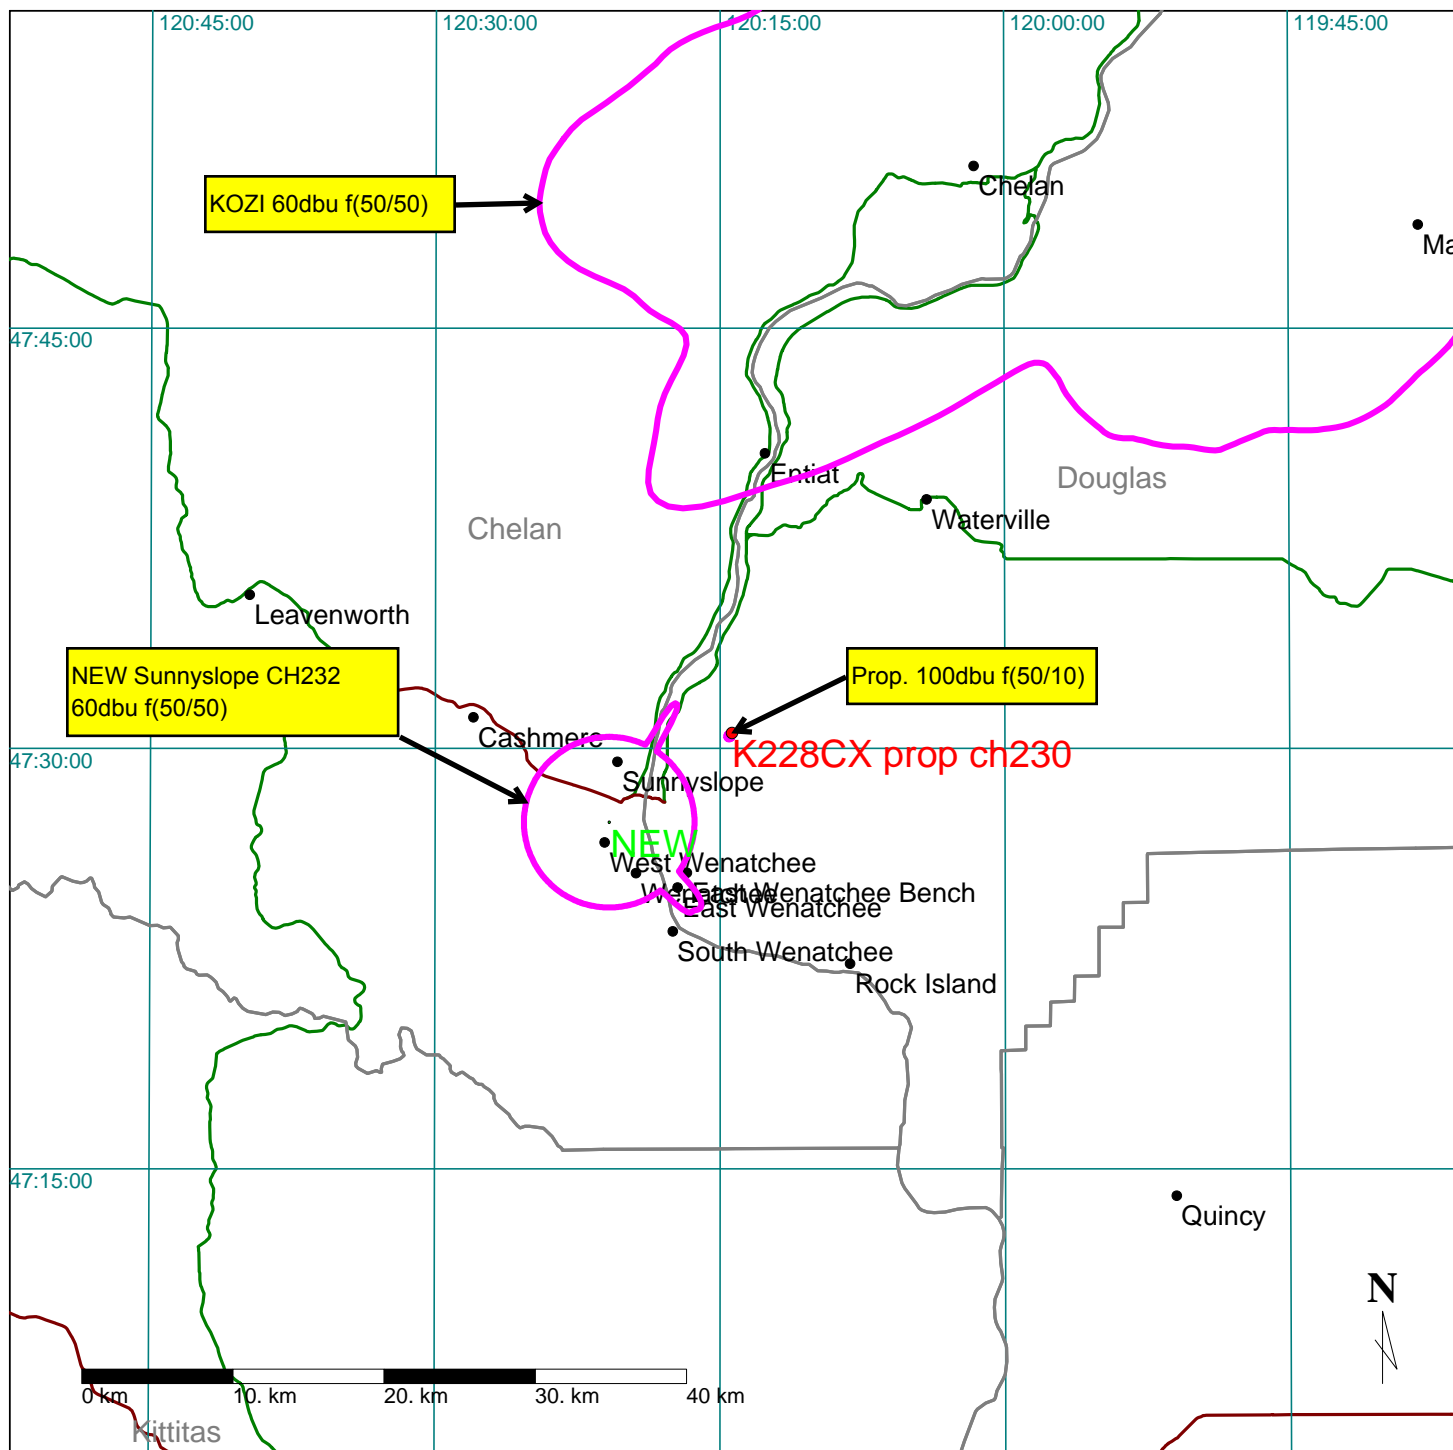 120:45:00
120:30:00
120:15:00
120:00:00
119:45:00
Chelan
KOZI 60dbu f(50/50)
Ma
47:45:00
Entiat
Douglas
Waterville
Chelan
Leavenworth
NEW Sunnyslope CH232
60dbu f(50/50)
Prop. 100dbu f(50/10)
Cashmere
K228CX prop ch230
47:30:00
Sunnyslope
NEW
West Wenatchee
Wenatchee
East Wenatchee Bench
East Wenatchee
South Wenatchee
Rock Island
47:15:00
Quincy
N
0 km
10. km
20. km
30. km
40 km
Kittitas